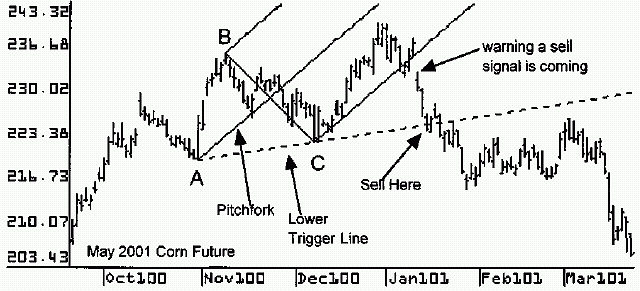 243.32
236.68
230.02
223.38
216.73
210.07
203.43
B
A
C
warning a sell
signal is coming
Sell Here
Pitchfork
Lower
Trigger Line
May 2001 Corn Future
Oct100
Nov100
Dec100
Jan101
Feb101
Mar101